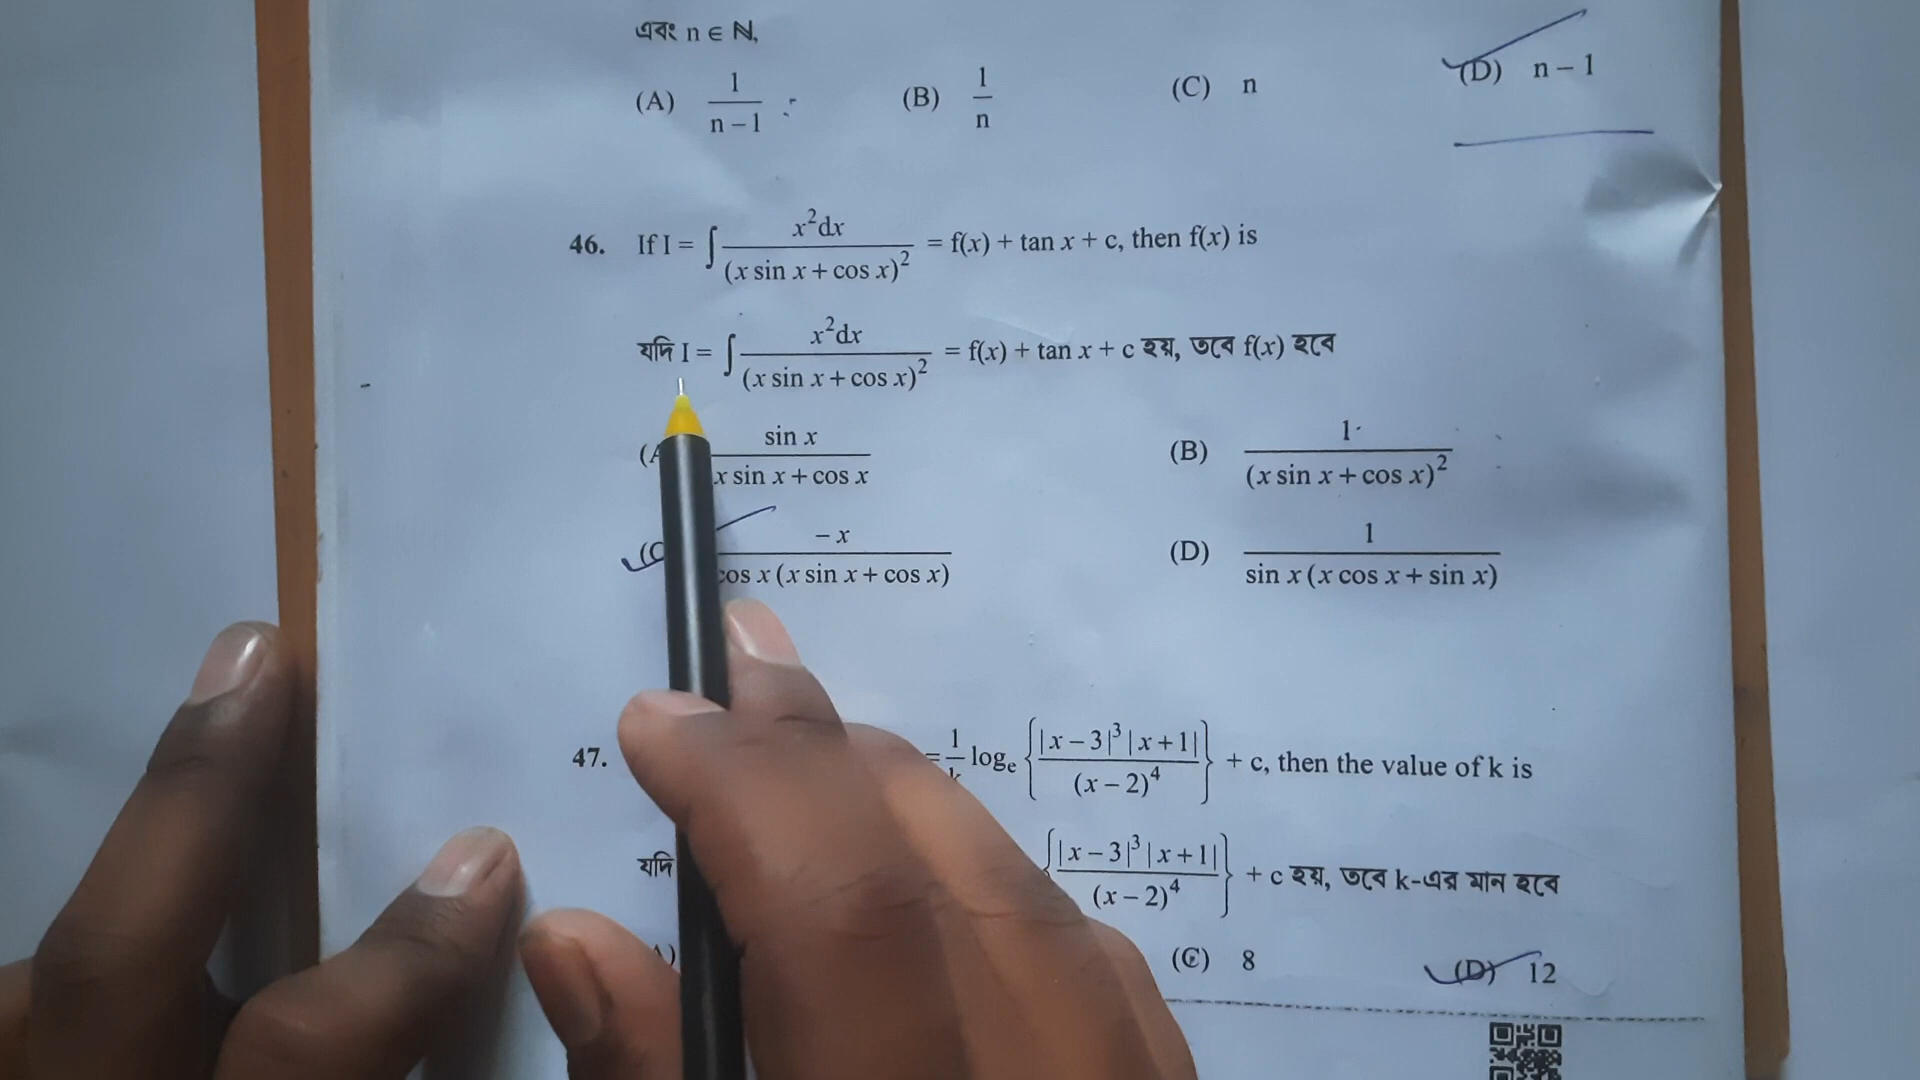 এবং n ∈ ℕ,
(A) 1/(n – 1) (B) 1/n (C) n (D) n – 1
46. If I = ∫ x²dx/(x sin x + cos x)² = f(x) + tan x + c, then f(x) is
যদি I = ∫ x²dx/(x sin x + cos x)² = f(x) + tan x + c হয়, তবে f(x) হবে
sin x/(x sin x + cos x) (B) 1/(x sin x + cos x)²
– x/(cos x (x sin x + cos x)) (D) 1/(sin x (x cos x + sin x))
47. = 1/k logₑ {|x – 3|³ |x + 1|/(x – 2)⁴} + c, then the value of k is
যদি {|x – 3|³ |x + 1|/(x – 2)⁴} + c হয়, তবে k-এর মান হবে
(C) 8 (D) 12